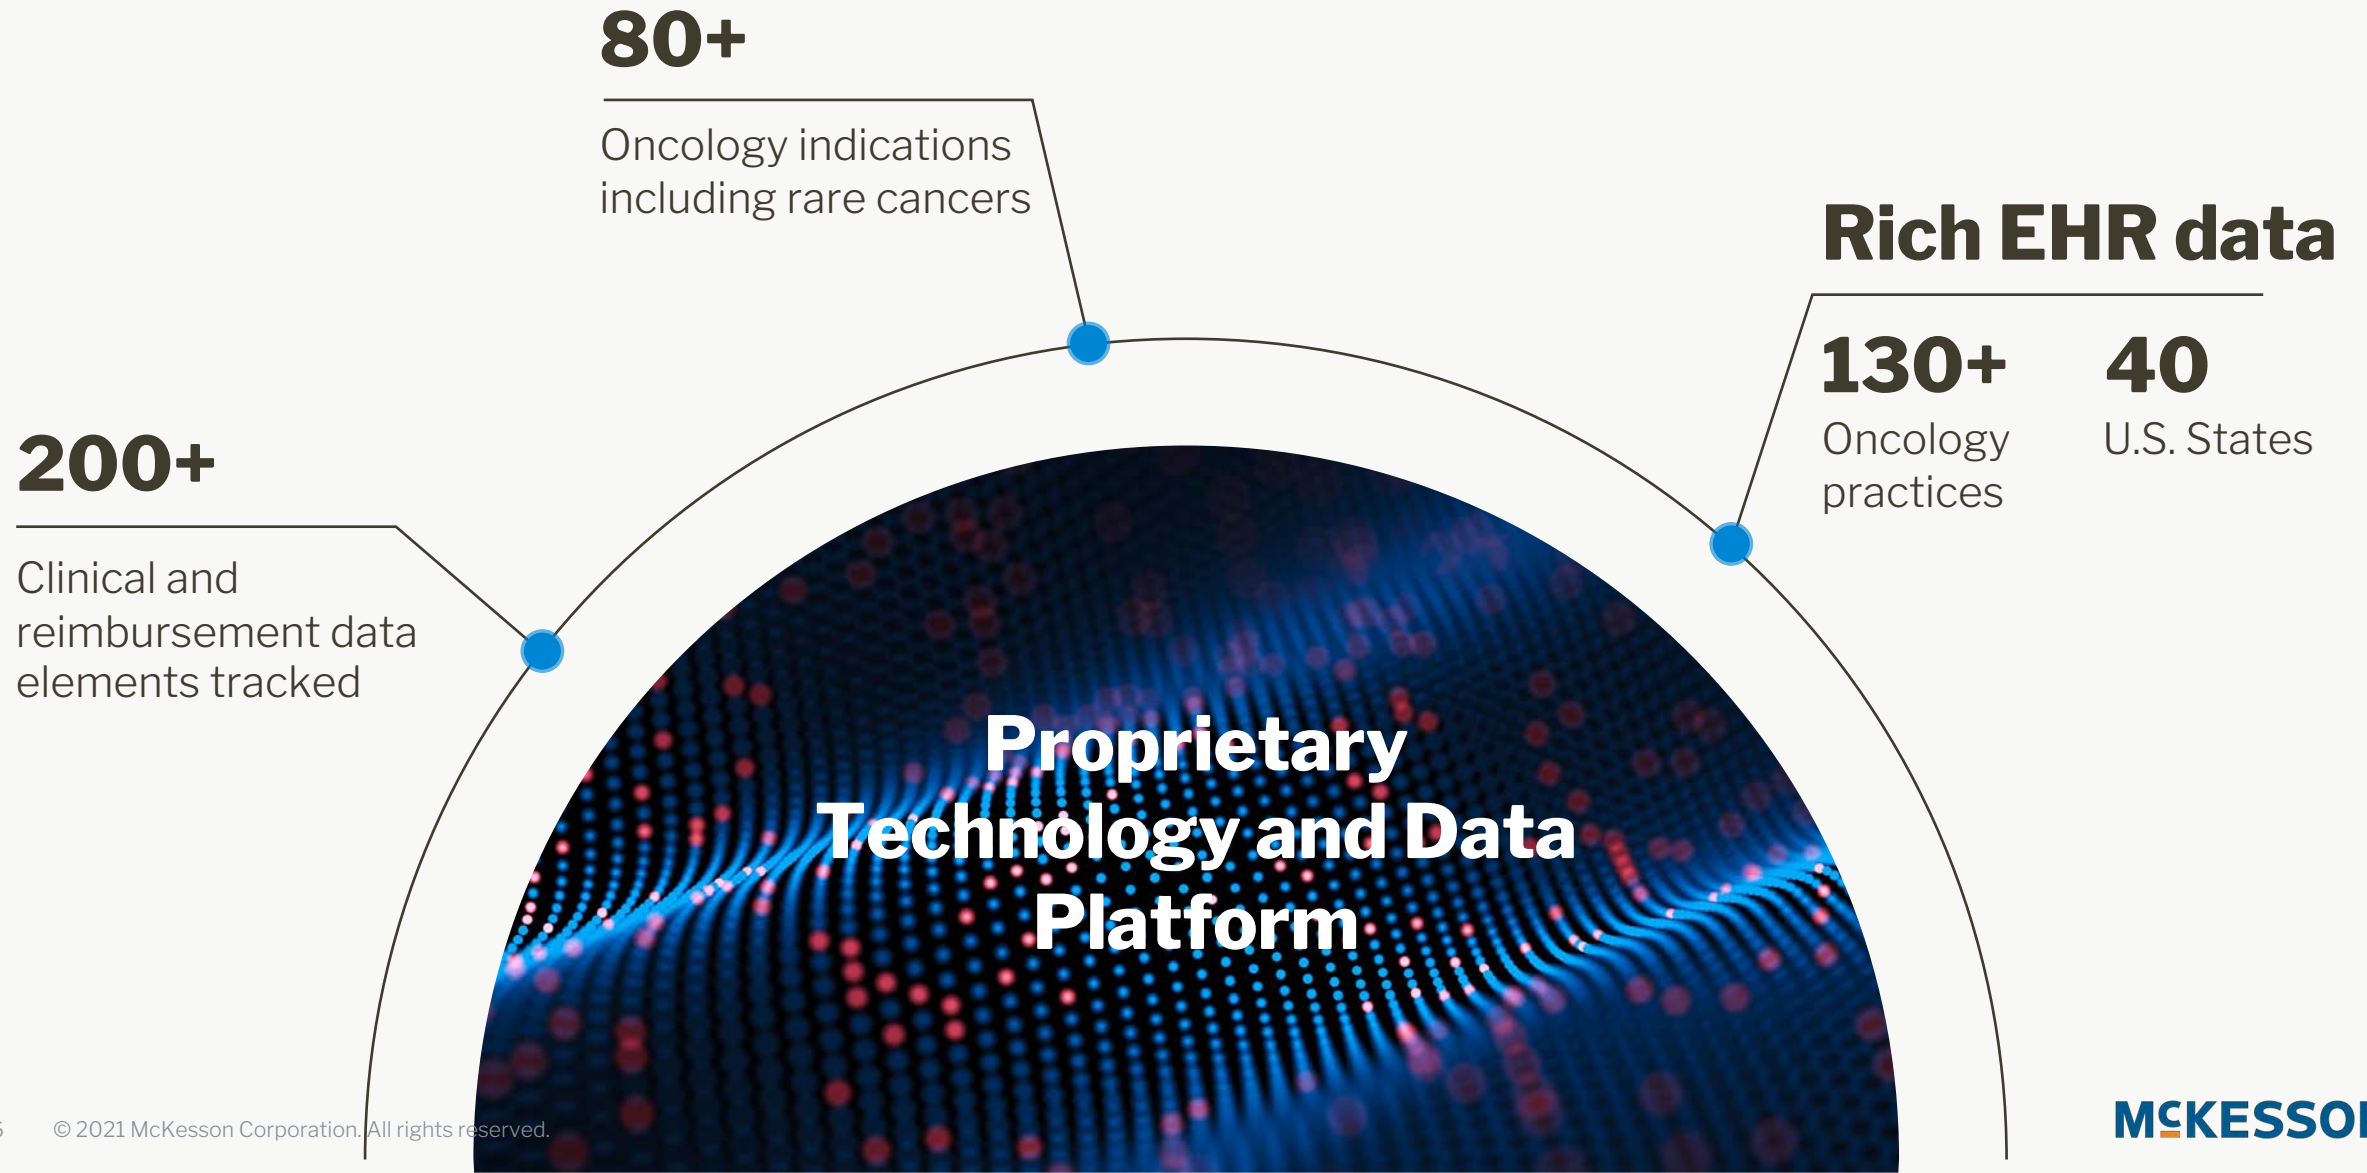 80+
Oncology indications
including rare cancers
Rich EHR data
130+
Oncology
practices
40
U.S. States
200+
Clinical and
reimbursement data
elements tracked
Proprietary
Technology and Data
Platform
© 2021 McKesson Corporation. All rights reserved.